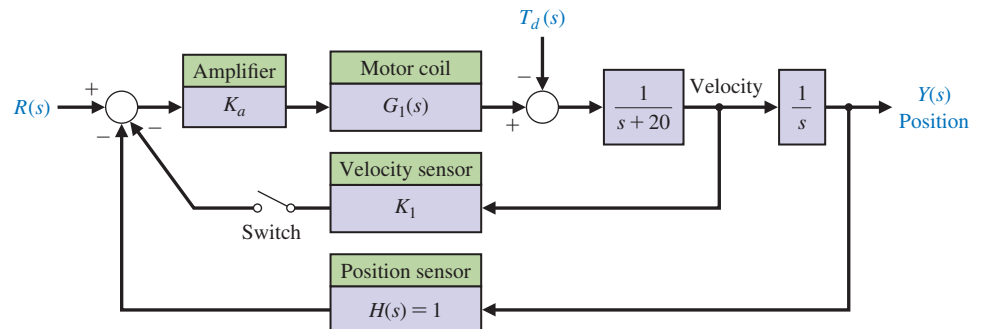 T_d(s)
Amplifier
Motor coil
+
−
Velocity
R(s)
K_a
G_1(s)
1
s + 20
1
s
Y(s)
Position
−
−
+
Velocity sensor
K_1
Switch
Position sensor
H(s) = 1